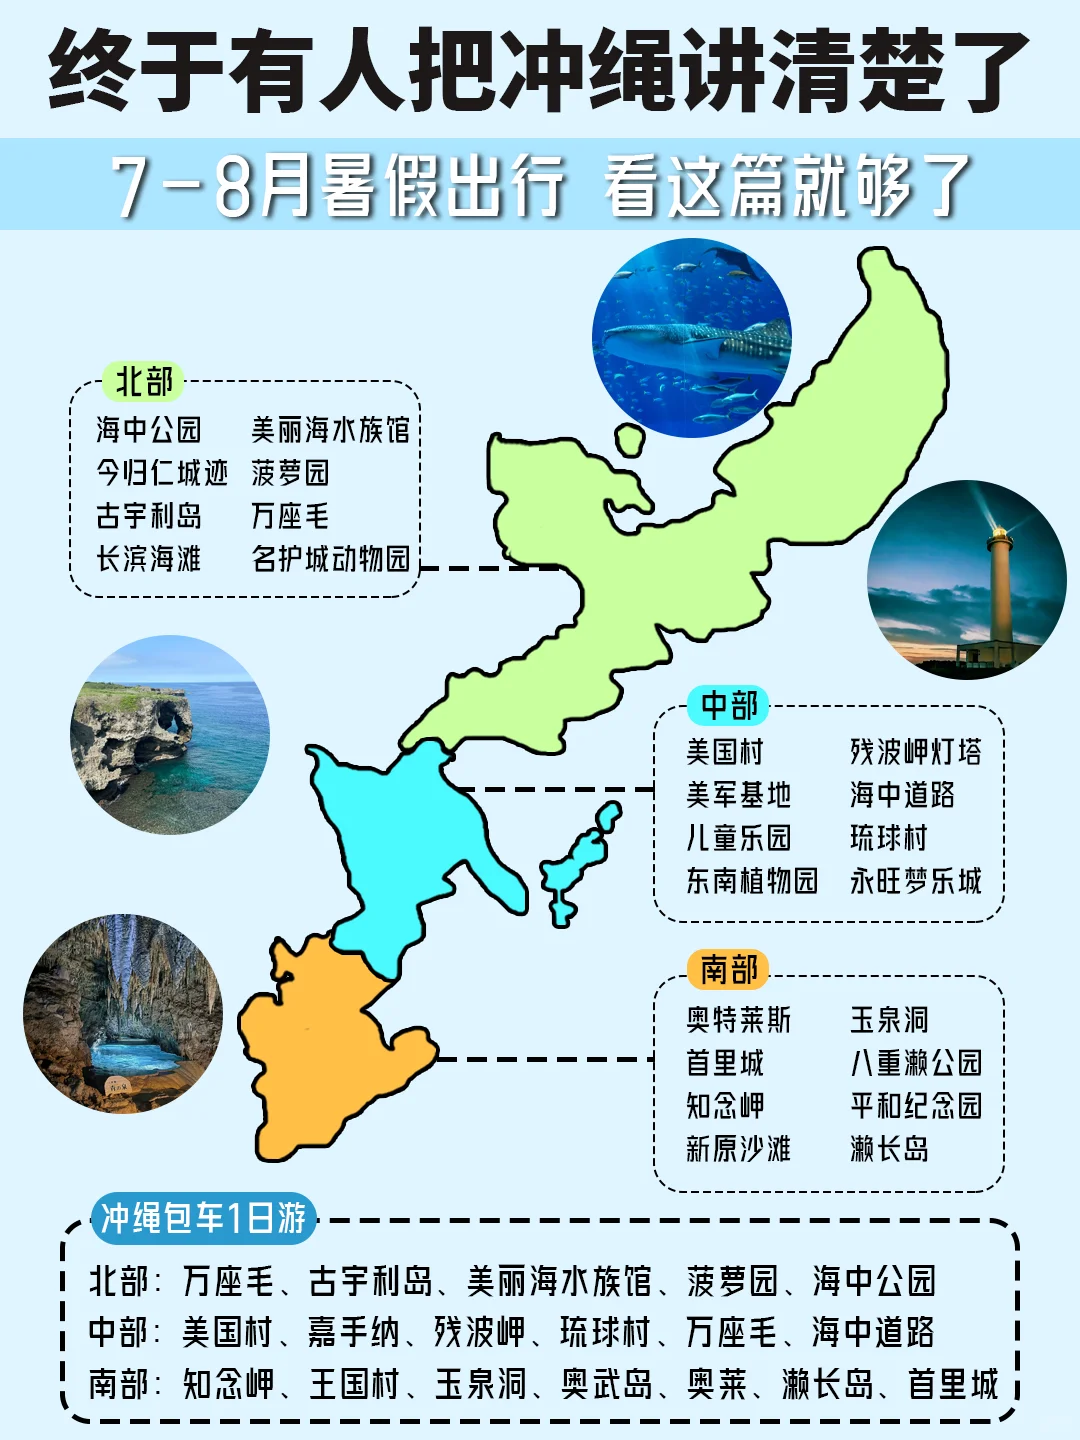 终于有人把冲绳讲清楚了
7-8月暑假出行 看这篇就够了
北部
海中公园 美丽海水族馆
今归仁城迹 菠萝园
古宇利岛 万座毛
长滨海滩 名护城动物园
中部
美国村 残波岬灯塔
美军基地 海中道路
儿童乐园 琉球村
东南植物园 永旺梦乐城
南部
奥特莱斯 玉泉洞
首里城 八重濑公园
知念岬 平和纪念园
新原沙滩 濑长岛
冲绳包车1日游
北部：万座毛、古宇利岛、美丽海水族馆、菠萝园、海中公园
中部：美国村、嘉手纳、残波岬、琉球村、万座毛、海中道路
南部：知念岬、王国村、玉泉洞、奥武岛、奥莱、濑长岛、首里城